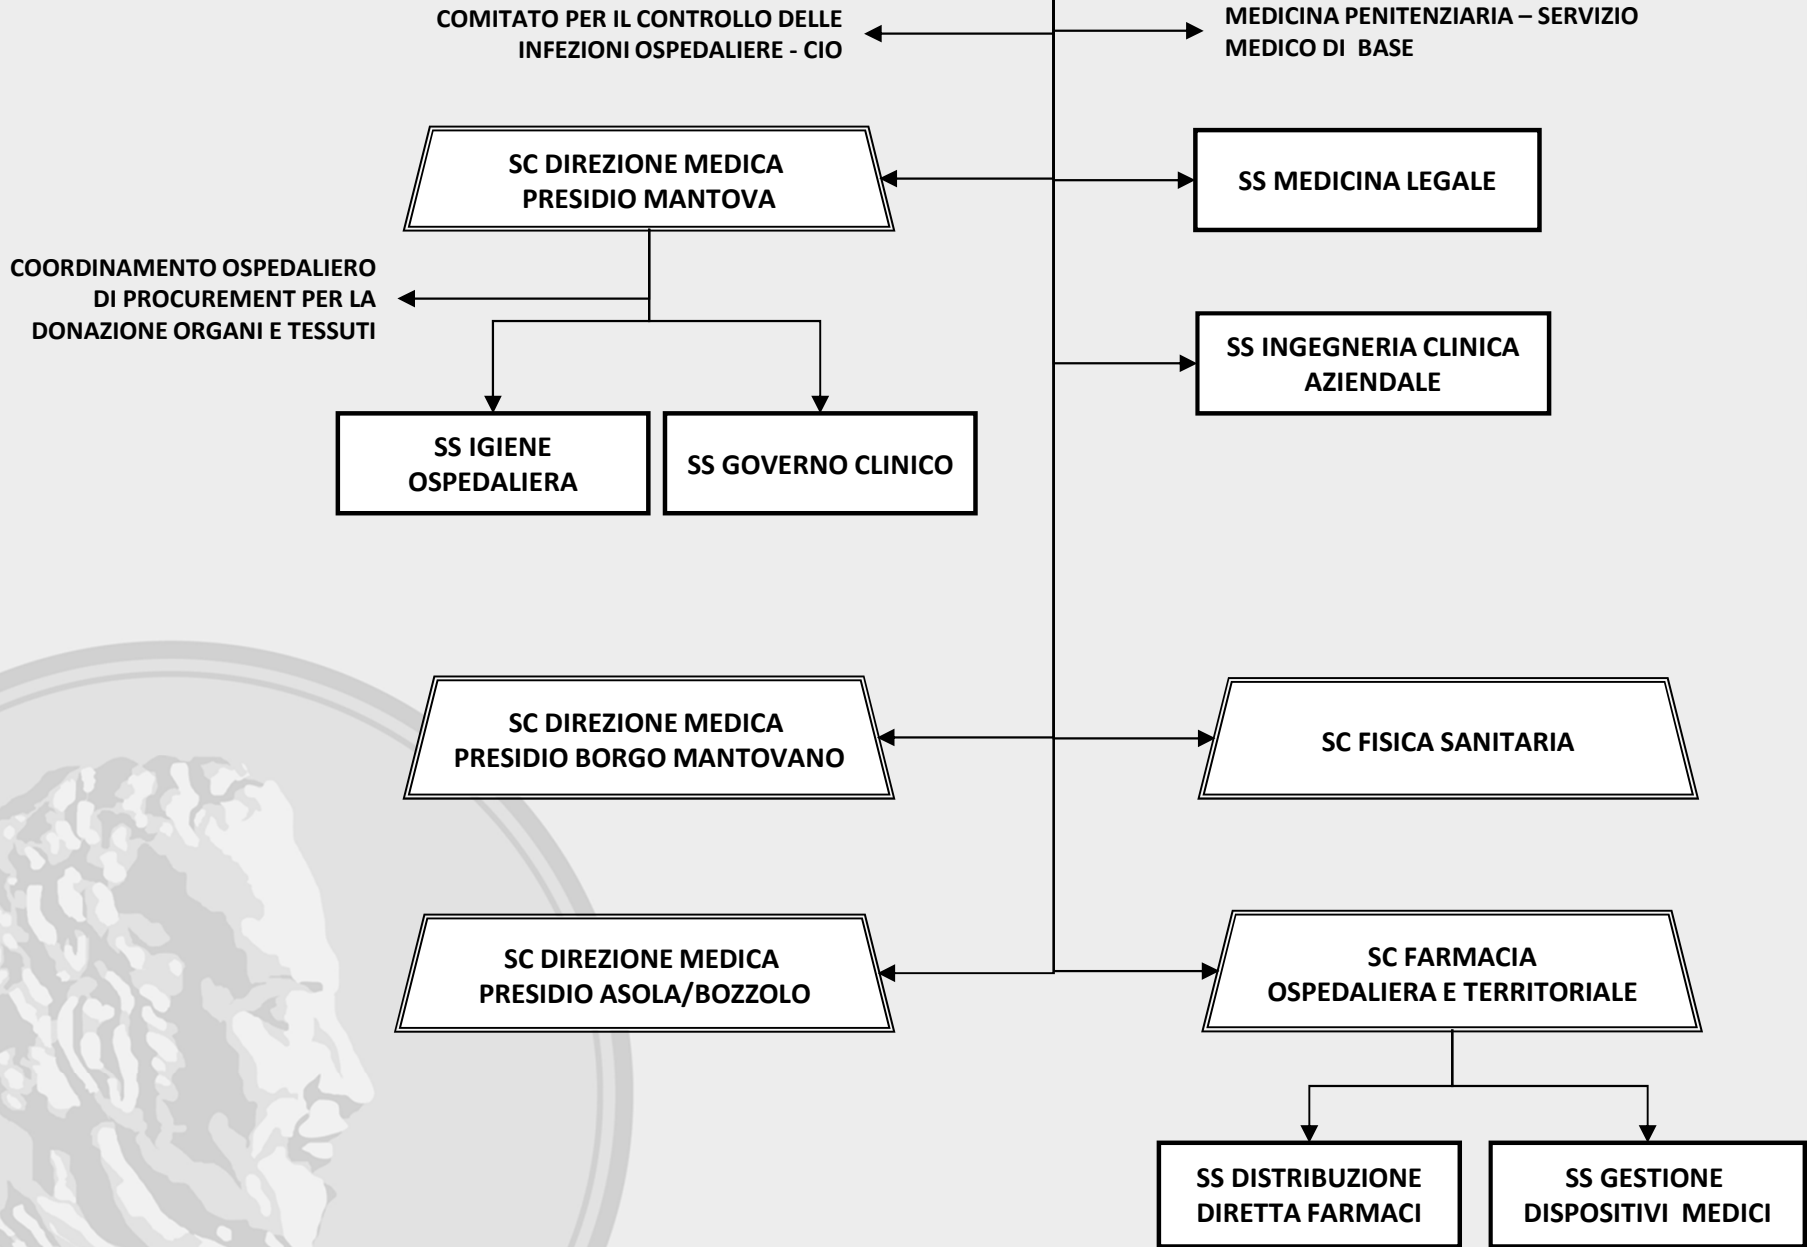 COMITATO PER IL CONTROLLO DELLE
INFEZIONI OSPEDALIERE - CIO
MEDICINA PENITENZIARIA – SERVIZIO
MEDICO DI BASE
SC DIREZIONE MEDICA
PRESIDIO MANTOVA
SS MEDICINA LEGALE
COORDINAMENTO OSPEDALIERO
DI PROCUREMENT PER LA
DONAZIONE ORGANI E TESSUTI
SS INGEGNERIA CLINICA
AZIENDALE
SS IGIENE
OSPEDALIERA
SS GOVERNO CLINICO
SC DIREZIONE MEDICA
PRESIDIO BORGO MANTOVANO
SC FISICA SANITARIA
SC DIREZIONE MEDICA
PRESIDIO ASOLA/BOZZOLO
SC FARMACIA
OSPEDALIERA E TERRITORIALE
SS DISTRIBUZIONE
DIRETTA FARMACI
SS GESTIONE
DISPOSITIVI MEDICI